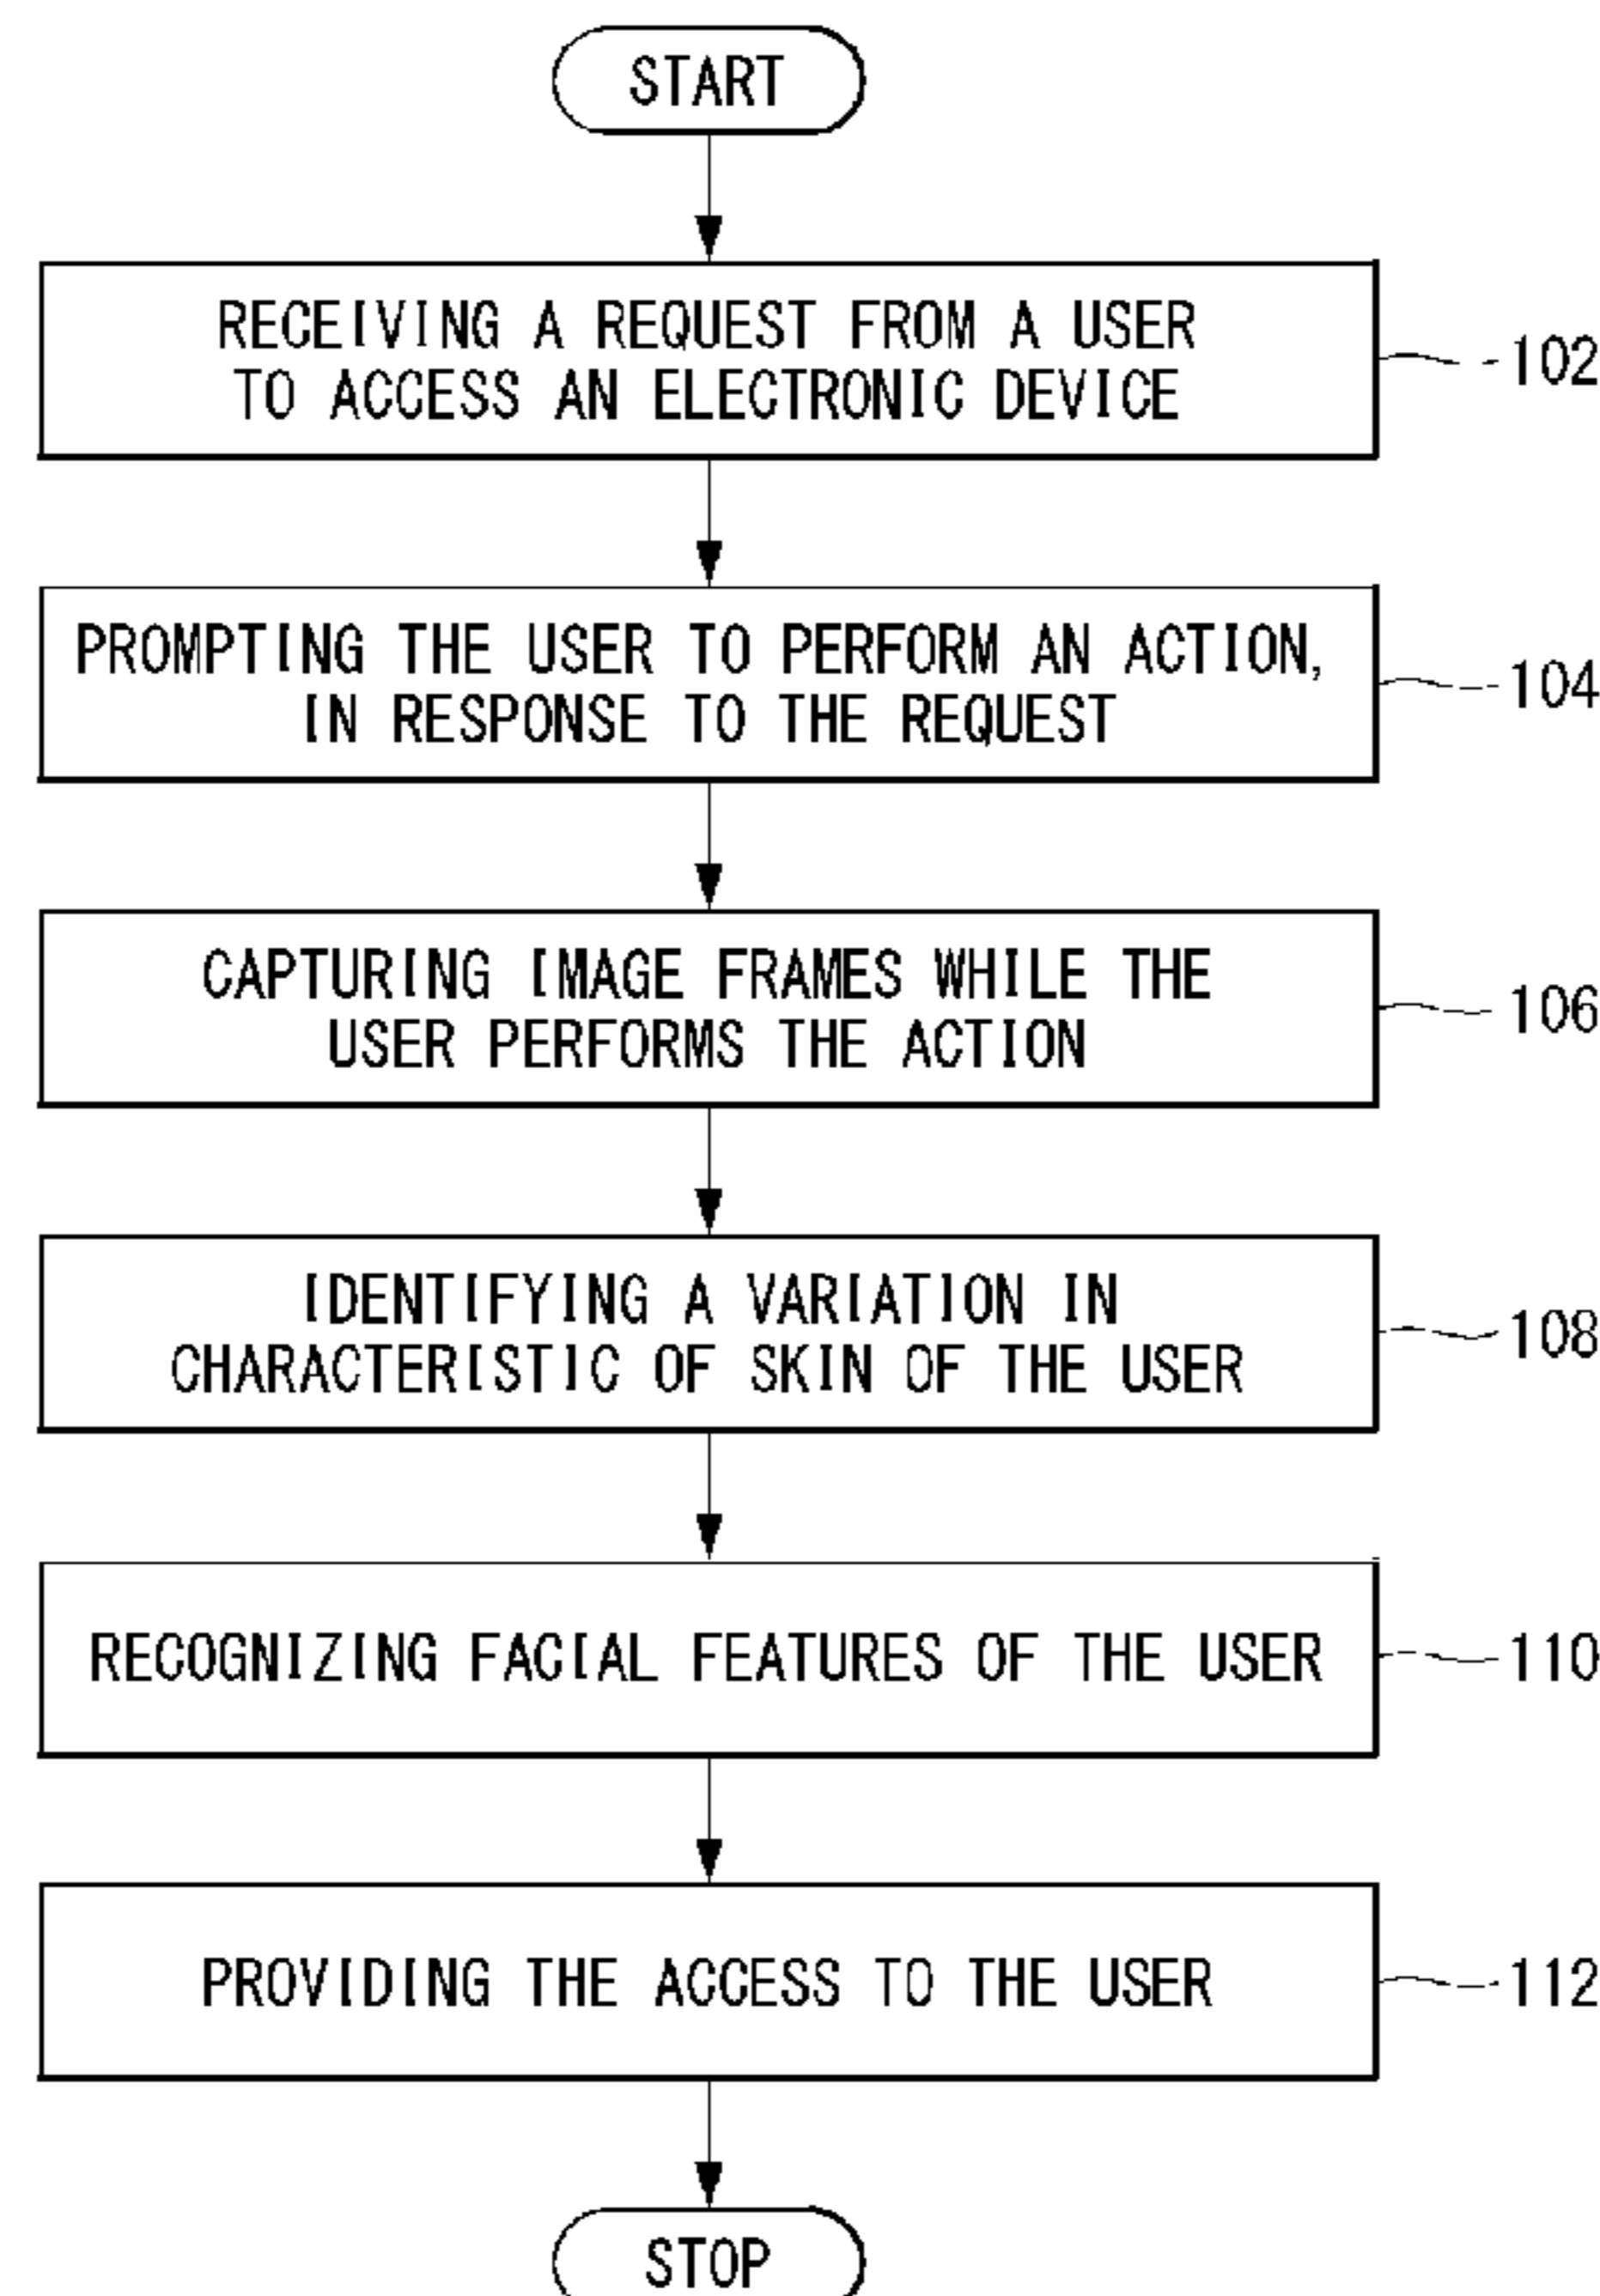 START
RECEIVING A REQUEST FROM A USER
TO ACCESS AN ELECTRONIC DEVICE
102
PROMPTING THE USER TO PERFORM AN ACTION,
IN RESPONSE TO THE REQUEST
104
CAPTURING IMAGE FRAMES WHILE THE
USER PERFORMS THE ACTION
106
IDENTIFYING A VARIATION IN
CHARACTERISTIC OF SKIN OF THE USER
108
RECOGNIZING FACIAL FEATURES OF THE USER
110
PROVIDING THE ACCESS TO THE USER
112
STOP